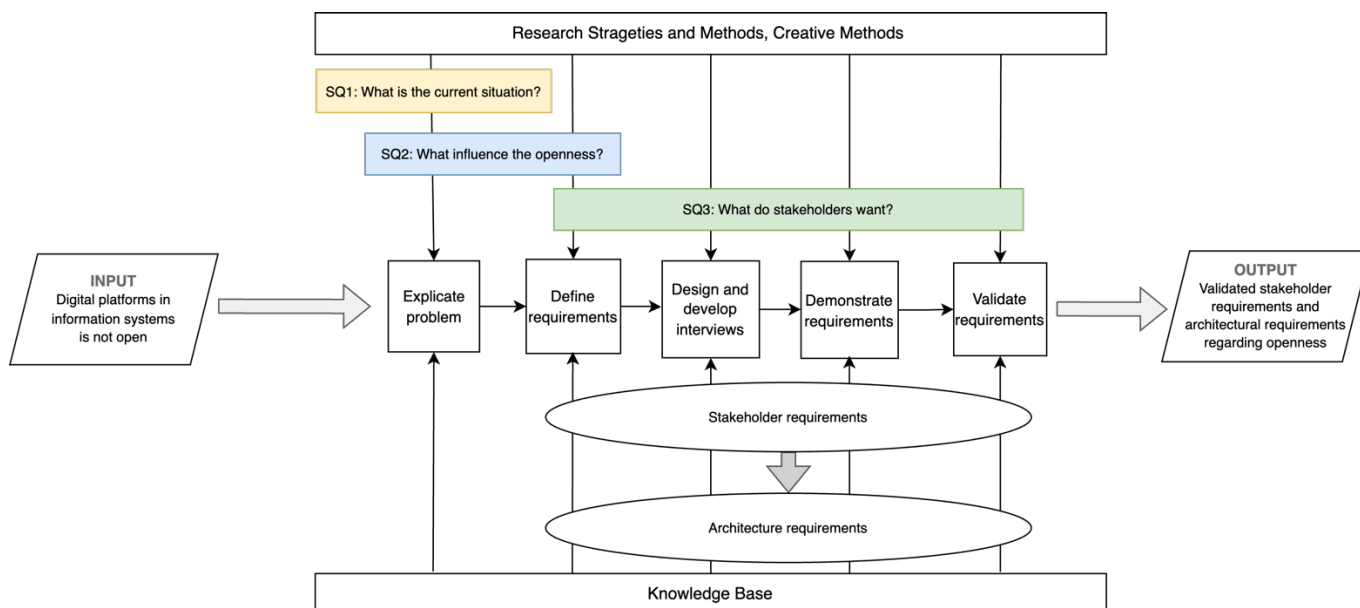 Research Strageties and Methods, Creative Methods
SQ1: What is the current situation?
SQ2: What influence the openness?
SQ3: What do stakeholders want?
INPUT
Digital platforms in
information systems
is not open
Explicate
problem
Define
requirements
Design and
develop
interviews
Demonstrate
requirements
Validate
requirements
OUTPUT
Validated stakeholder
requirements and
architectural requirements
regarding openness
Stakeholder requirements
Architecture requirements
Knowledge Base